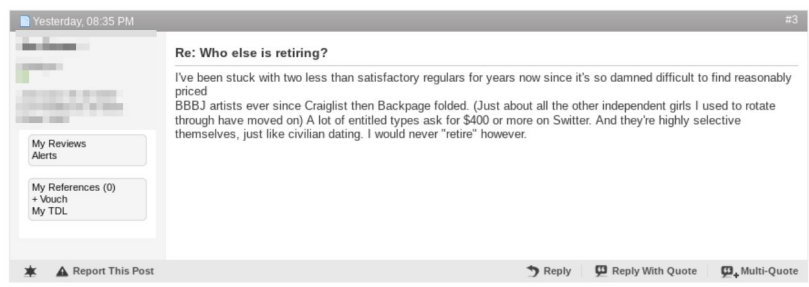 Yesterday, 08:35 PM
#3
Re: Who else is retiring?
I've been stuck with two less than satisfactory regulars for years now since it's so damned difficult to find reasonably
priced
BBBJ artists ever since Craiglist then Backpage folded. (Just about all the other independent girls I used to rotate
through have moved on) A lot of entitled types ask for $400 or more on Switter. And they're highly selective
themselves, just like civilian dating. I would never "retire" however.
My Reviews
Alerts
My References (0)
+ Vouch
My TDL
Report This Post
Reply
Reply With Quote
Multi-Quote